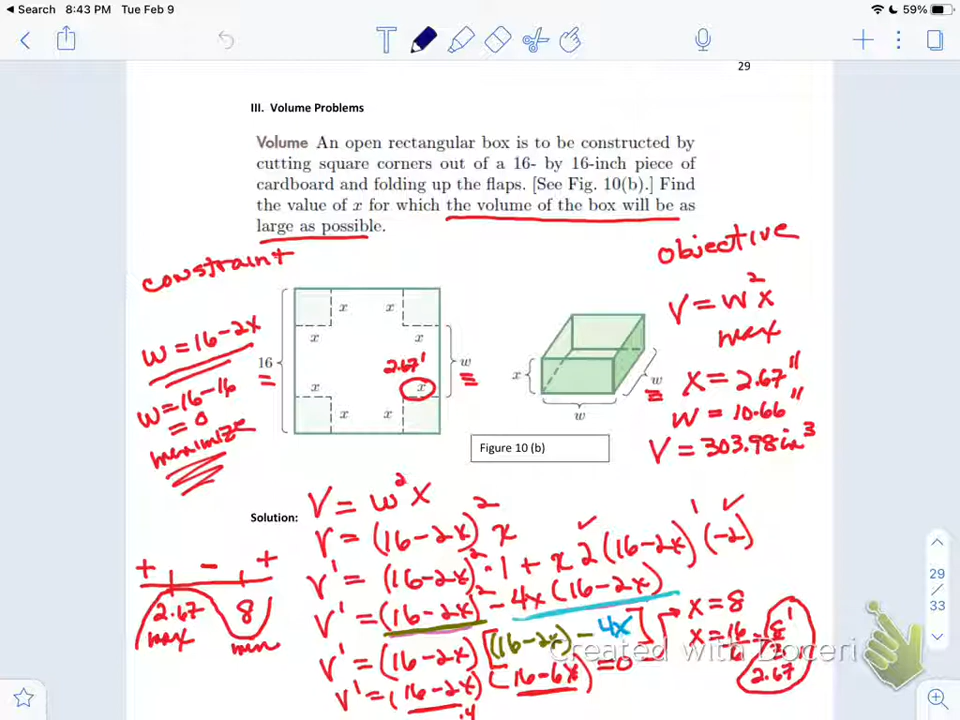 Search 8:43 PM Tue Feb 9 59%
29
III. Volume Problems
Volume An open rectangular box is to be constructed by
cutting square corners out of a 16- by 16-inch piece of
cardboard and folding up the flaps. [See Fig. 10(b).] Find
the value of x for which the volume of the box will be as
large as possible.
constraint
objective
W = 16-2x
W = 16-16
= 0
minimize
16
x x
x x
2.67'
x x
x x
w
x
w
w
V = w²x
max
x = 2.67"
w = 10.66"
V = 303.98 in³
Figure 10 (b)
Solution:
V = w²x
V = (16-2x)² x
V' = (16-2x)² · 1 + x 2 (16-2x)¹ (-2)
V' = (16-2x)² - 4x (16-2x)
V' = (16-2x) [(16-2x) - 4x]
V' = (16-2x) (16-6x) = 0
x = 8
2.67
+ - +
2.67 8
max min
Created with Doceri
29
33